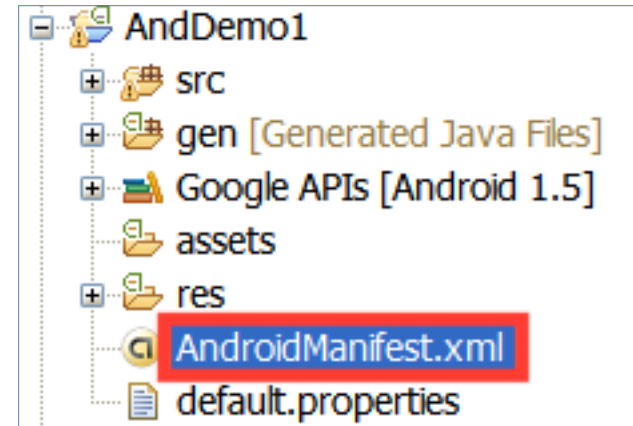 AndDemo1
src
gen [Generated Java Files]
Google APIs [Android 1.5]
assets
res
AndroidManifest.xml
default.properties